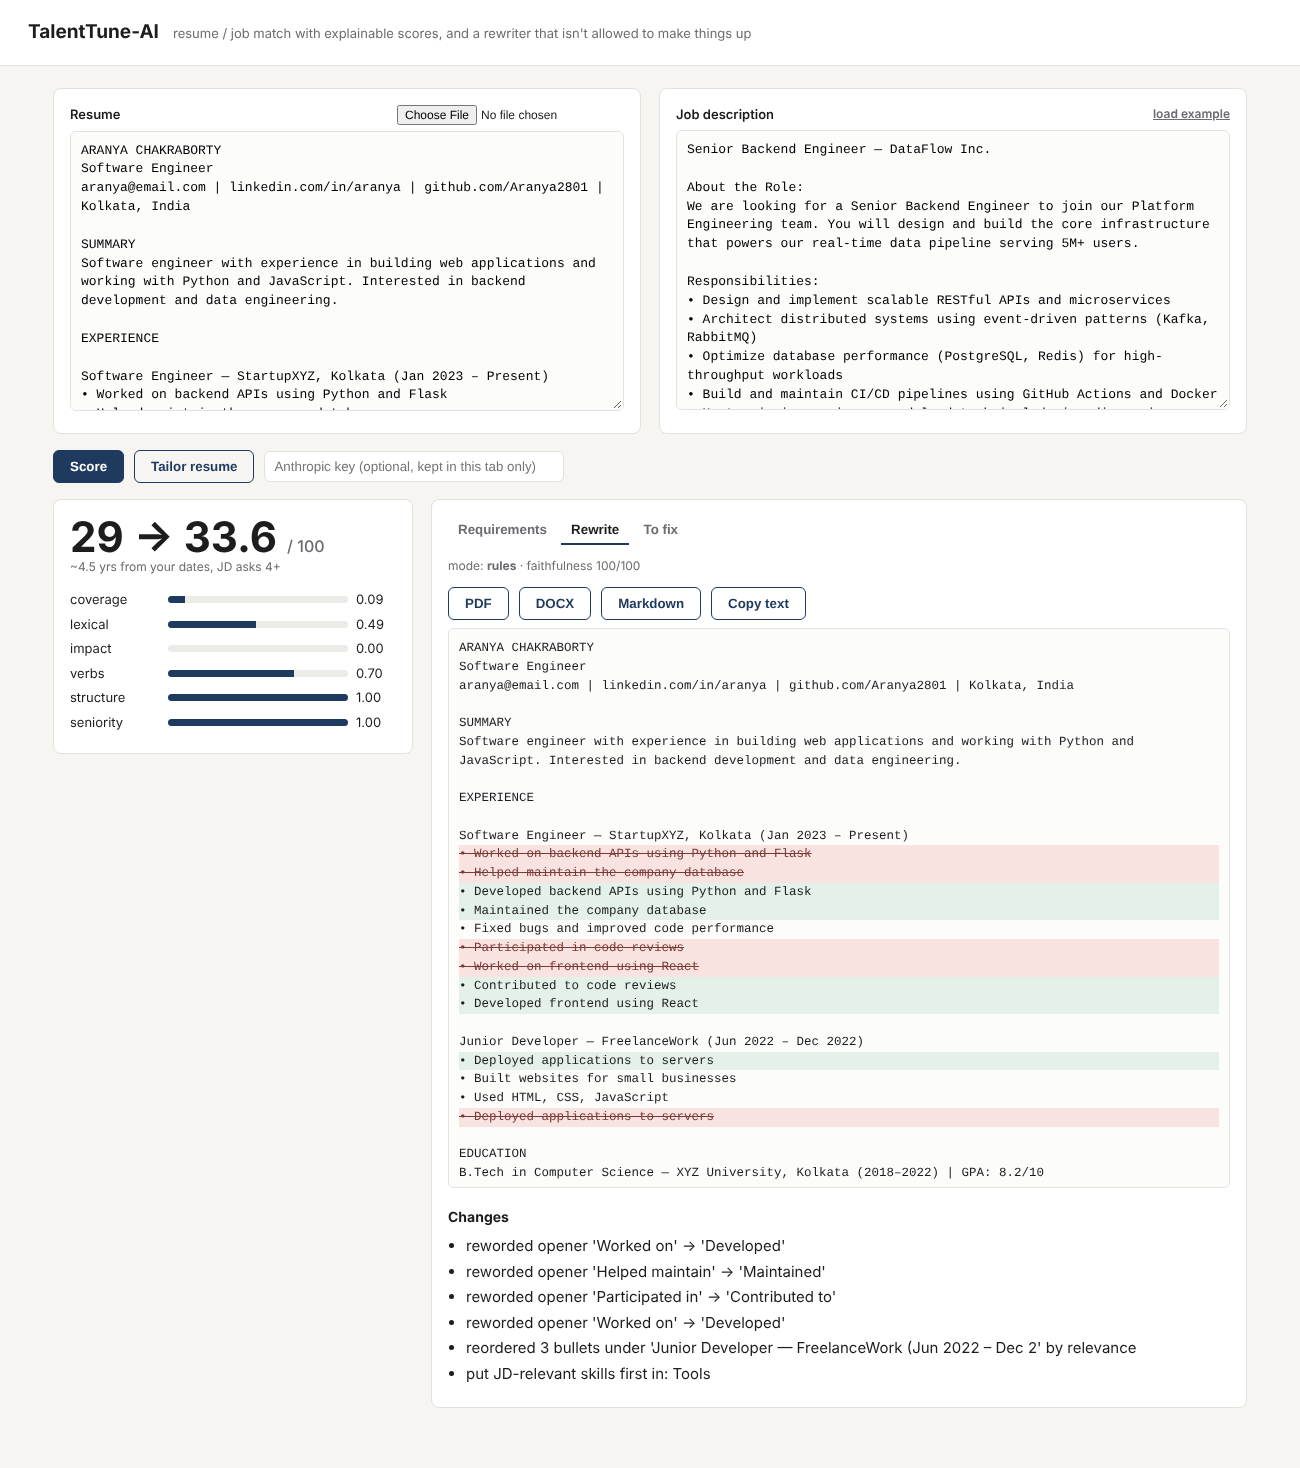 TalentTune-AI resume / job match with explainable scores, and a rewriter that isn't allowed to make things up
Resume
Choose File No file chosen
ARANYA CHAKRABORTY
Software Engineer
aranya@email.com | linkedin.com/in/aranya | github.com/Aranya2801 |
Kolkata, India
SUMMARY
Software engineer with experience in building web applications and
working with Python and JavaScript. Interested in backend
development and data engineering.
EXPERIENCE
Software Engineer — StartupXYZ, Kolkata (Jan 2023 – Present)
• Worked on backend APIs using Python and Flask
Job description
load example
Senior Backend Engineer — DataFlow Inc.
About the Role:
We are looking for a Senior Backend Engineer to join our Platform
Engineering team. You will design and build the core infrastructure
that powers our real-time data pipeline serving 5M+ users.
Responsibilities:
• Design and implement scalable RESTful APIs and microservices
• Architect distributed systems using event-driven patterns (Kafka,
RabbitMQ)
• Optimize database performance (PostgreSQL, Redis) for high-
throughput workloads
• Build and maintain CI/CD pipelines using GitHub Actions and Docker
Score
Tailor resume
Anthropic key (optional, kept in this tab only)
29 → 33.6 / 100
~4.5 yrs from your dates, JD asks 4+
coverage 0.09
lexical 0.49
impact 0.00
verbs 0.70
structure 1.00
seniority 1.00
Requirements Rewrite To fix
mode: rules · faithfulness 100/100
PDF DOCX Markdown Copy text
ARANYA CHAKRABORTY
Software Engineer
aranya@email.com | linkedin.com/in/aranya | github.com/Aranya2801 | Kolkata, India
SUMMARY
Software engineer with experience in building web applications and working with Python and
JavaScript. Interested in backend development and data engineering.
EXPERIENCE
Software Engineer — StartupXYZ, Kolkata (Jan 2023 – Present)
• Worked on backend APIs using Python and Flask
• Helped maintain the company database
• Developed backend APIs using Python and Flask
• Maintained the company database
• Fixed bugs and improved code performance
• Participated in code reviews
• Worked on frontend using React
• Contributed to code reviews
• Developed frontend using React
Junior Developer — FreelanceWork (Jun 2022 – Dec 2022)
• Deployed applications to servers
• Built websites for small businesses
• Used HTML, CSS, JavaScript
• Deployed applications to servers
EDUCATION
B.Tech in Computer Science — XYZ University, Kolkata (2018–2022) | GPA: 8.2/10
Changes
• reworded opener 'Worked on' → 'Developed'
• reworded opener 'Helped maintain' → 'Maintained'
• reworded opener 'Participated in' → 'Contributed to'
• reworded opener 'Worked on' → 'Developed'
• reordered 3 bullets under 'Junior Developer — FreelanceWork (Jun 2022 – Dec 2' by relevance
• put JD-relevant skills first in: Tools